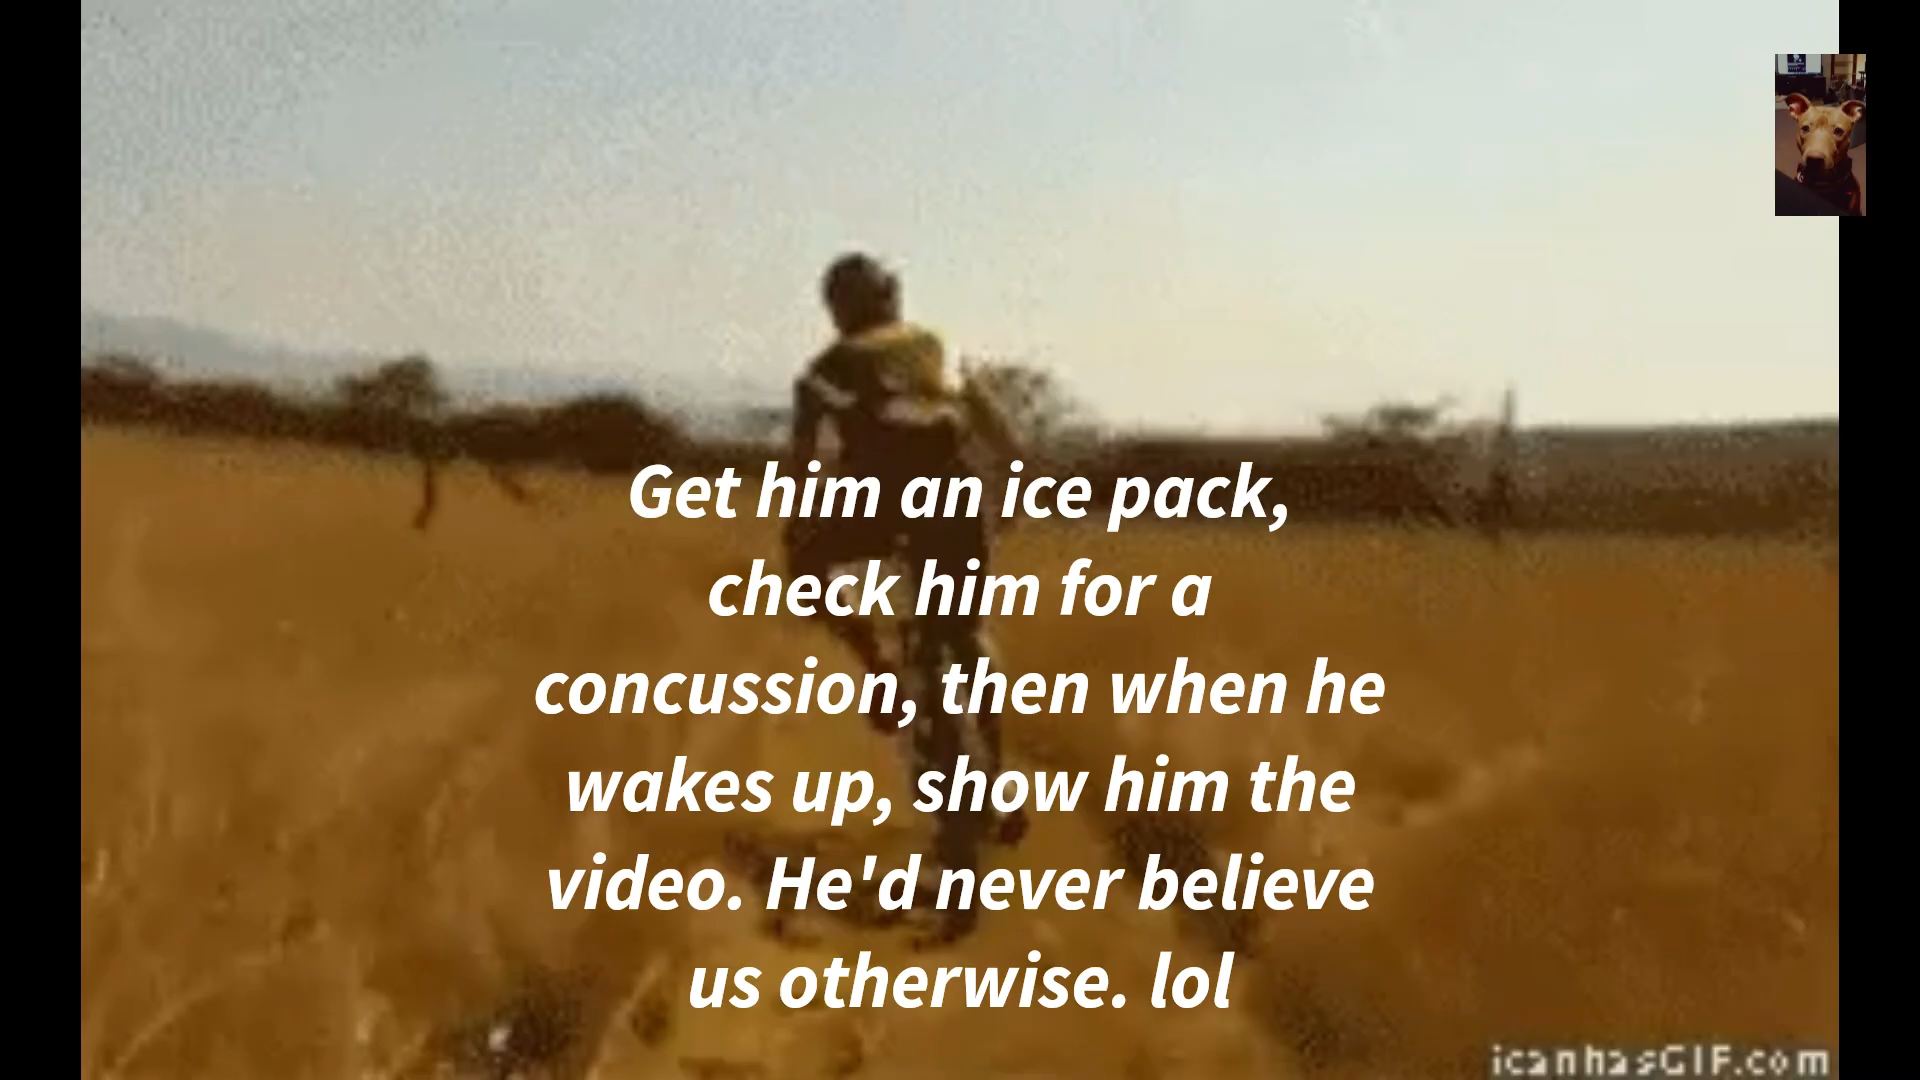 Get him an ice pack,
check him for a
concussion, then when he
wakes up, show him the
video. He'd never believe
us otherwise. lol
icanhasGIF.com